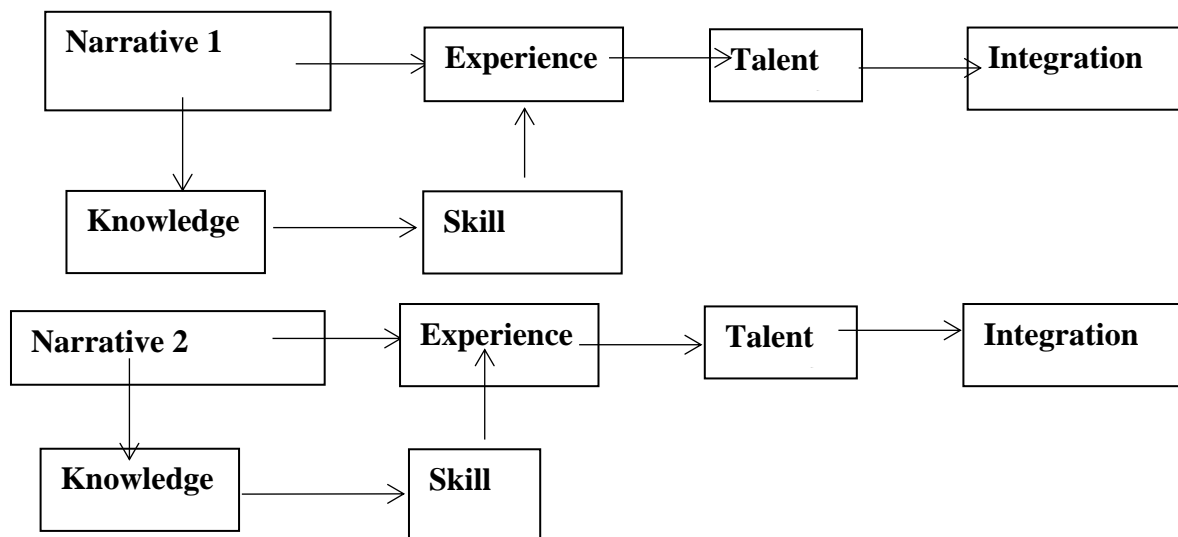 Narrative 1
Experience
Talent
Integration
Knowledge
Skill
Narrative 2
Experience
Talent
Integration
Knowledge
Skill